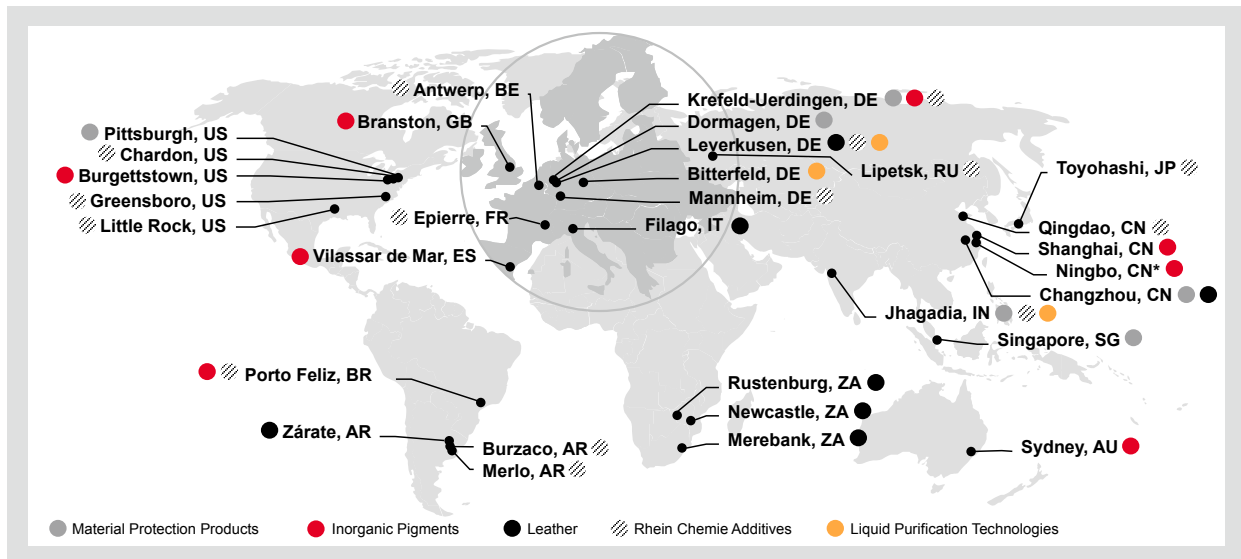 Antwerp, BE
Branston, GB
Pittsburgh, US
Chardon, US
Burgettstown, US
Greensboro, US
Little Rock, US
Epierre, FR
Vilassar de Mar, ES
Krefeld-Uerdingen, DE
Dormagen, DE
Leverkusen, DE
Bitterfeld, DE
Mannheim, DE
Filago, IT
Lipetsk, RU
Toyohashi, JP
Qingdao, CN
Shanghai, CN
Ningbo, CN*
Changzhou, CN
Jhagadia, IN
Singapore, SG
Porto Feliz, BR
Zárate, AR
Burzaco, AR
Merlo, AR
Rustenburg, ZA
Newcastle, ZA
Merebank, ZA
Sydney, AU
Material Protection Products
Inorganic Pigments
Leather
Rhein Chemie Additives
Liquid Purification Technologies